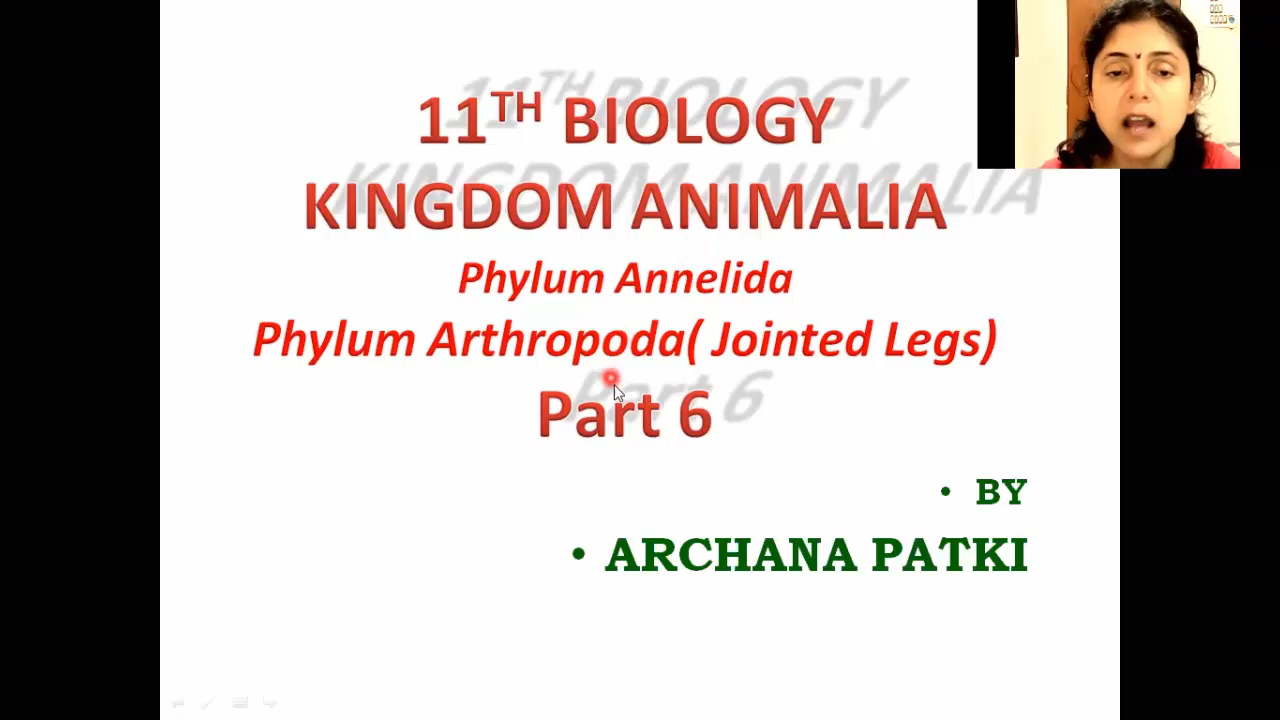 11TH BIOLOGY
KINGDOM ANIMALIA
Phylum Annelida
Phylum Arthropoda( Jointed Legs)
Part 6
• BY
• ARCHANA PATKI